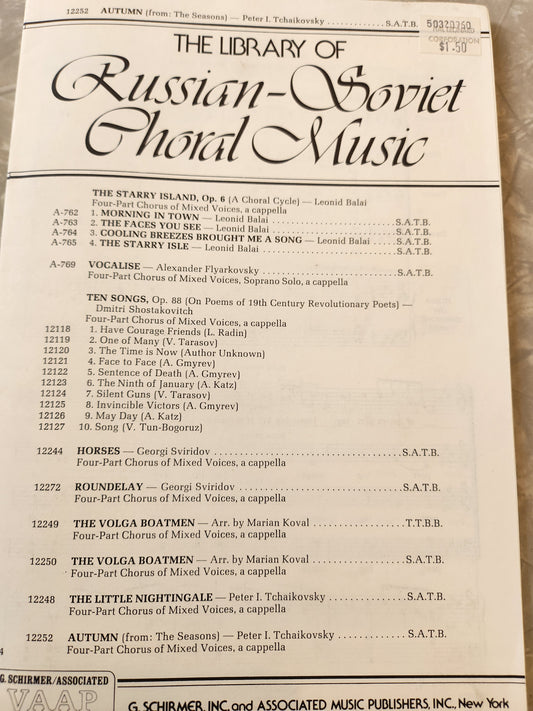 12252 AUTUMN (from: The Seasons) — Peter I. Tchaikovsky ................S.A.T.B.
50320760
HAL LEONARD
CORPORATION
$1.50
THE LIBRARY OF
Russian-Soviet
Choral Music
THE STARRY ISLAND, Op. 6 (A Choral Cycle) — Leonid Balai
Four-Part Chorus of Mixed Voices, a cappella
A-762 1. MORNING IN TOWN — Leonid Balai ........................S.A.T.B.
A-763 2. THE FACES YOU SEE — Leonid Balai ........................S.A.T.B.
A-764 3. COOLING BREEZES BROUGHT ME A SONG — Leonid Balai .....S.A.T.B.
A-765 4. THE STARRY ISLE — Leonid Balai ........................S.A.T.B.
A-769 VOCALISE — Alexander Flyarkovsky ........................S.A.T.B.
Four-Part Chorus of Mixed Voices, Soprano Solo, a cappella
TEN SONGS, Op. 88 (On Poems of 19th Century Revolutionary Poets) —
Dmitri Shostakovitch
Four-Part Chorus of Mixed Voices, a cappella
12118 1. Have Courage Friends (L. Radin)
12119 2. One of Many (V. Tarasov)
12120 3. The Time is Now (Author Unknown)
12121 4. Face to Face (A. Gmyrev)
12122 5. Sentence of Death (A. Gmyrev)
12123 6. The Ninth of January (A. Katz)
12124 7. Silent Guns (V. Tarasov)
12125 8. Invincible Victors (A. Gmyrev)
12126 9. May Day (A. Katz)
12127 10. Song (V. Tun-Bogoruz)
12244 HORSES — Georgi Sviridov ................................S.A.T.B.
Four-Part Chorus of Mixed Voices, a cappella
12272 ROUNDELAY — Georgi Sviridov ............................S.A.T.B.
Four-Part Chorus of Mixed Voices, a cappella
12249 THE VOLGA BOATMEN — Arr. by Marian Koval .................T.T.B.B.
Four-Part Chorus of Mixed Voices, a cappella
12250 THE VOLGA BOATMEN — Arr. by Marian Koval .................S.A.T.B.
Four-Part Chorus of Mixed Voices, a cappella
12248 THE LITTLE NIGHTINGALE — Peter I. Tchaikovsky ..............S.A.T.B.
Four-Part Chorus of Mixed Voices, a cappella
12252 AUTUMN (from: The Seasons) — Peter I. Tchaikovsky ............S.A.T.B.
Four-Part Chorus of Mixed Voices, a cappella
4
G. SCHIRMER/ASSOCIATED
VAAP
G. SCHIRMER, INC. and ASSOCIATED MUSIC PUBLISHERS, INC., New York